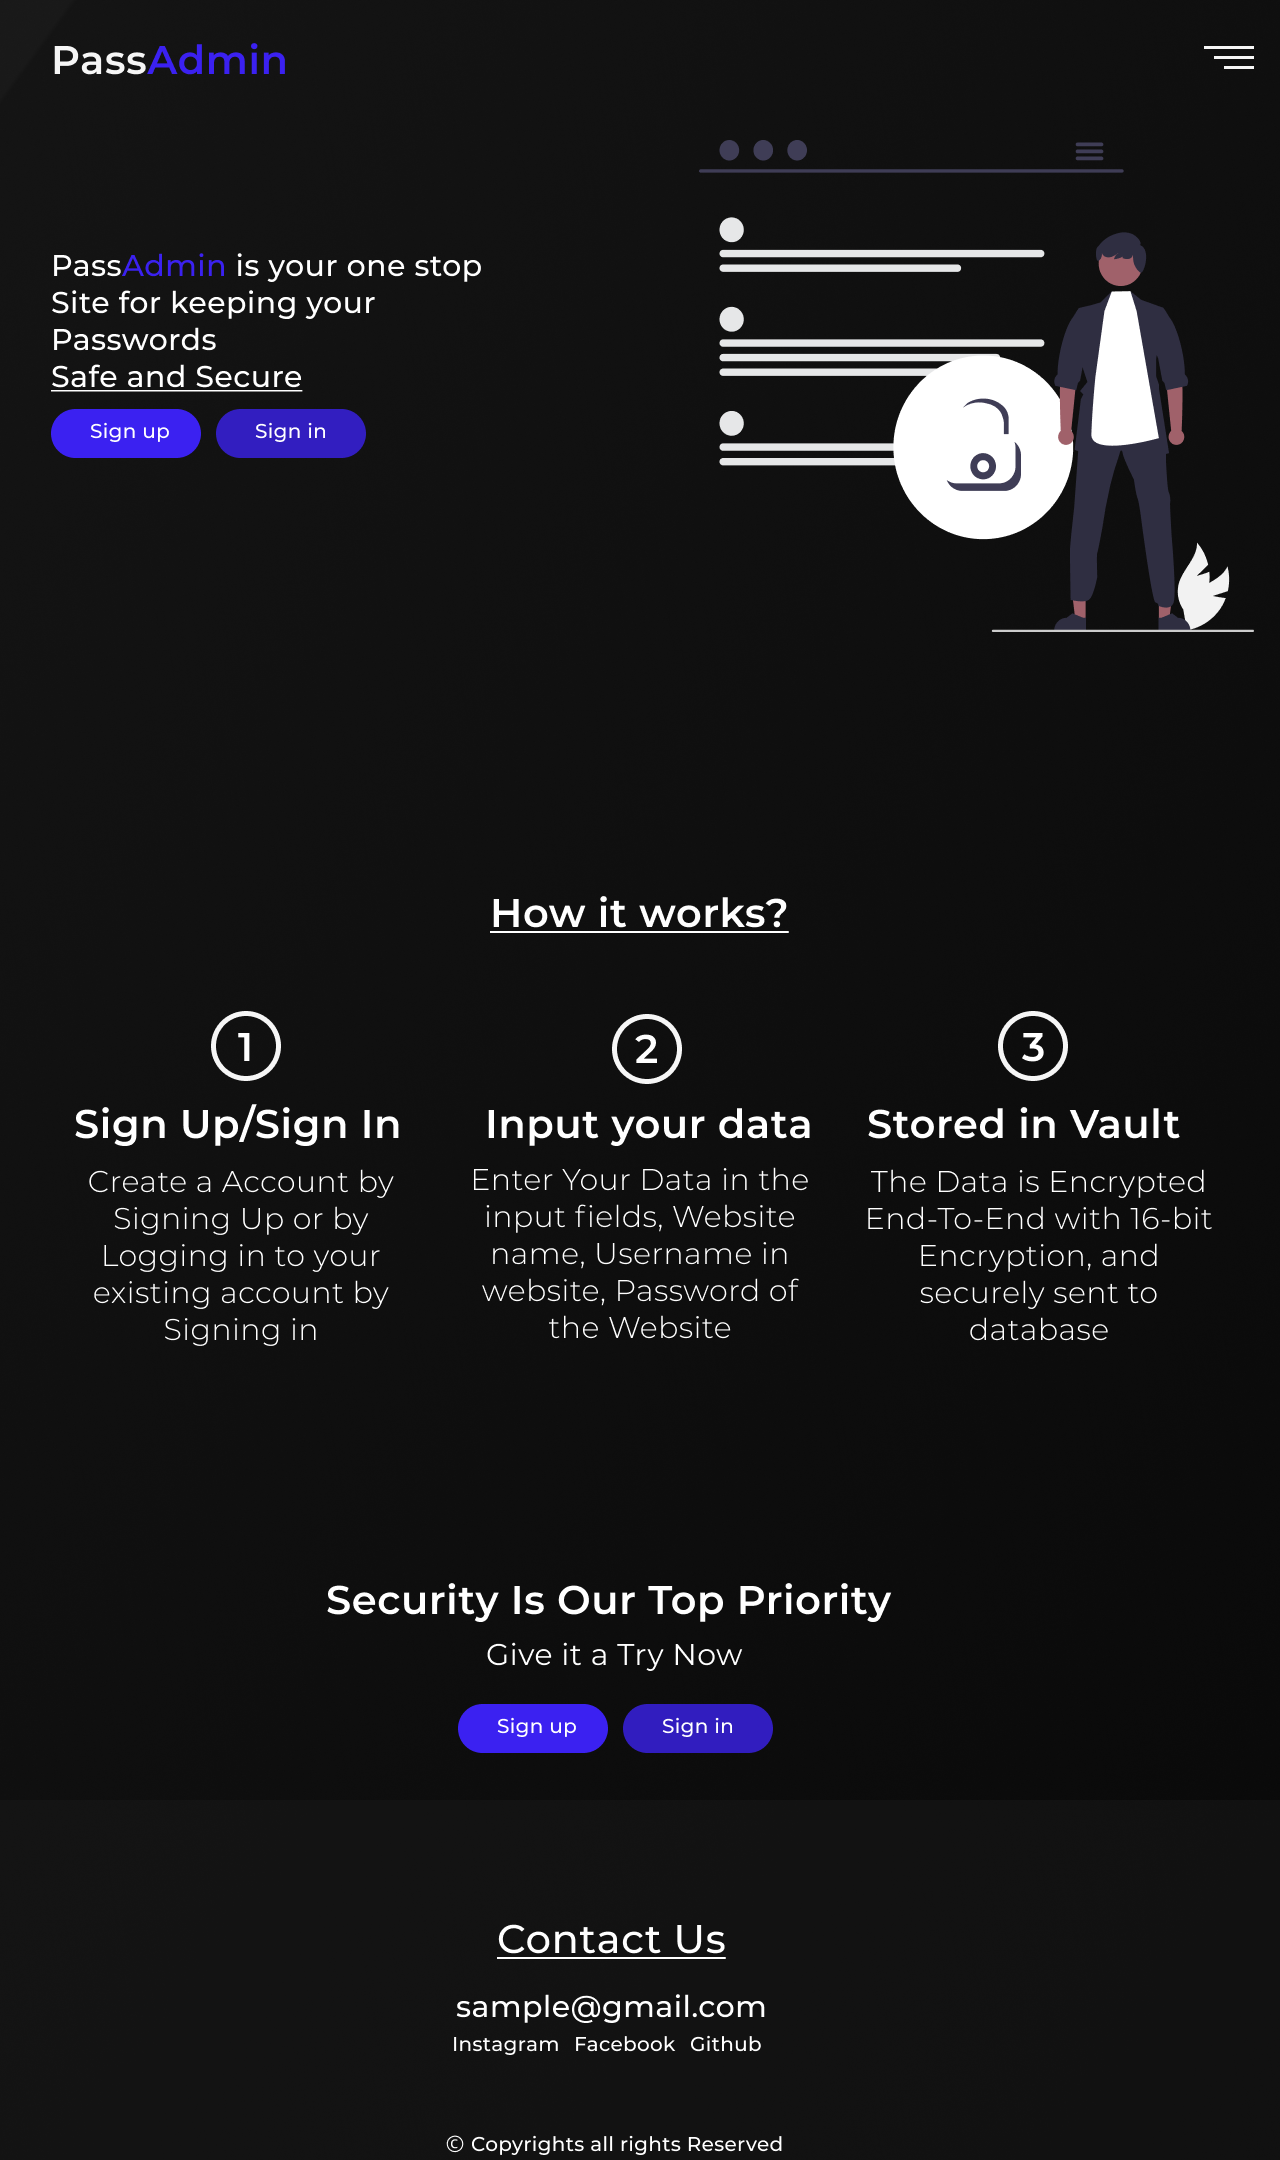 PassAdmin
PassAdmin is your one stop
Site for keeping your
Passwords
Safe and Secure
Sign up Sign in
How it works?
1
Sign Up/Sign In
Create a Account by
Signing Up or by
Logging in to your
existing account by
Signing in
2
Input your data
Enter Your Data in the
input fields, Website
name, Username in
website, Password of
the Website
3
Stored in Vault
The Data is Encrypted
End-To-End with 16-bit
Encryption, and
securely sent to
database
Security Is Our Top Priority
Give it a Try Now
Sign up Sign in
Contact Us
sample@gmail.com
Instagram Facebook Github
© Copyrights all rights Reserved